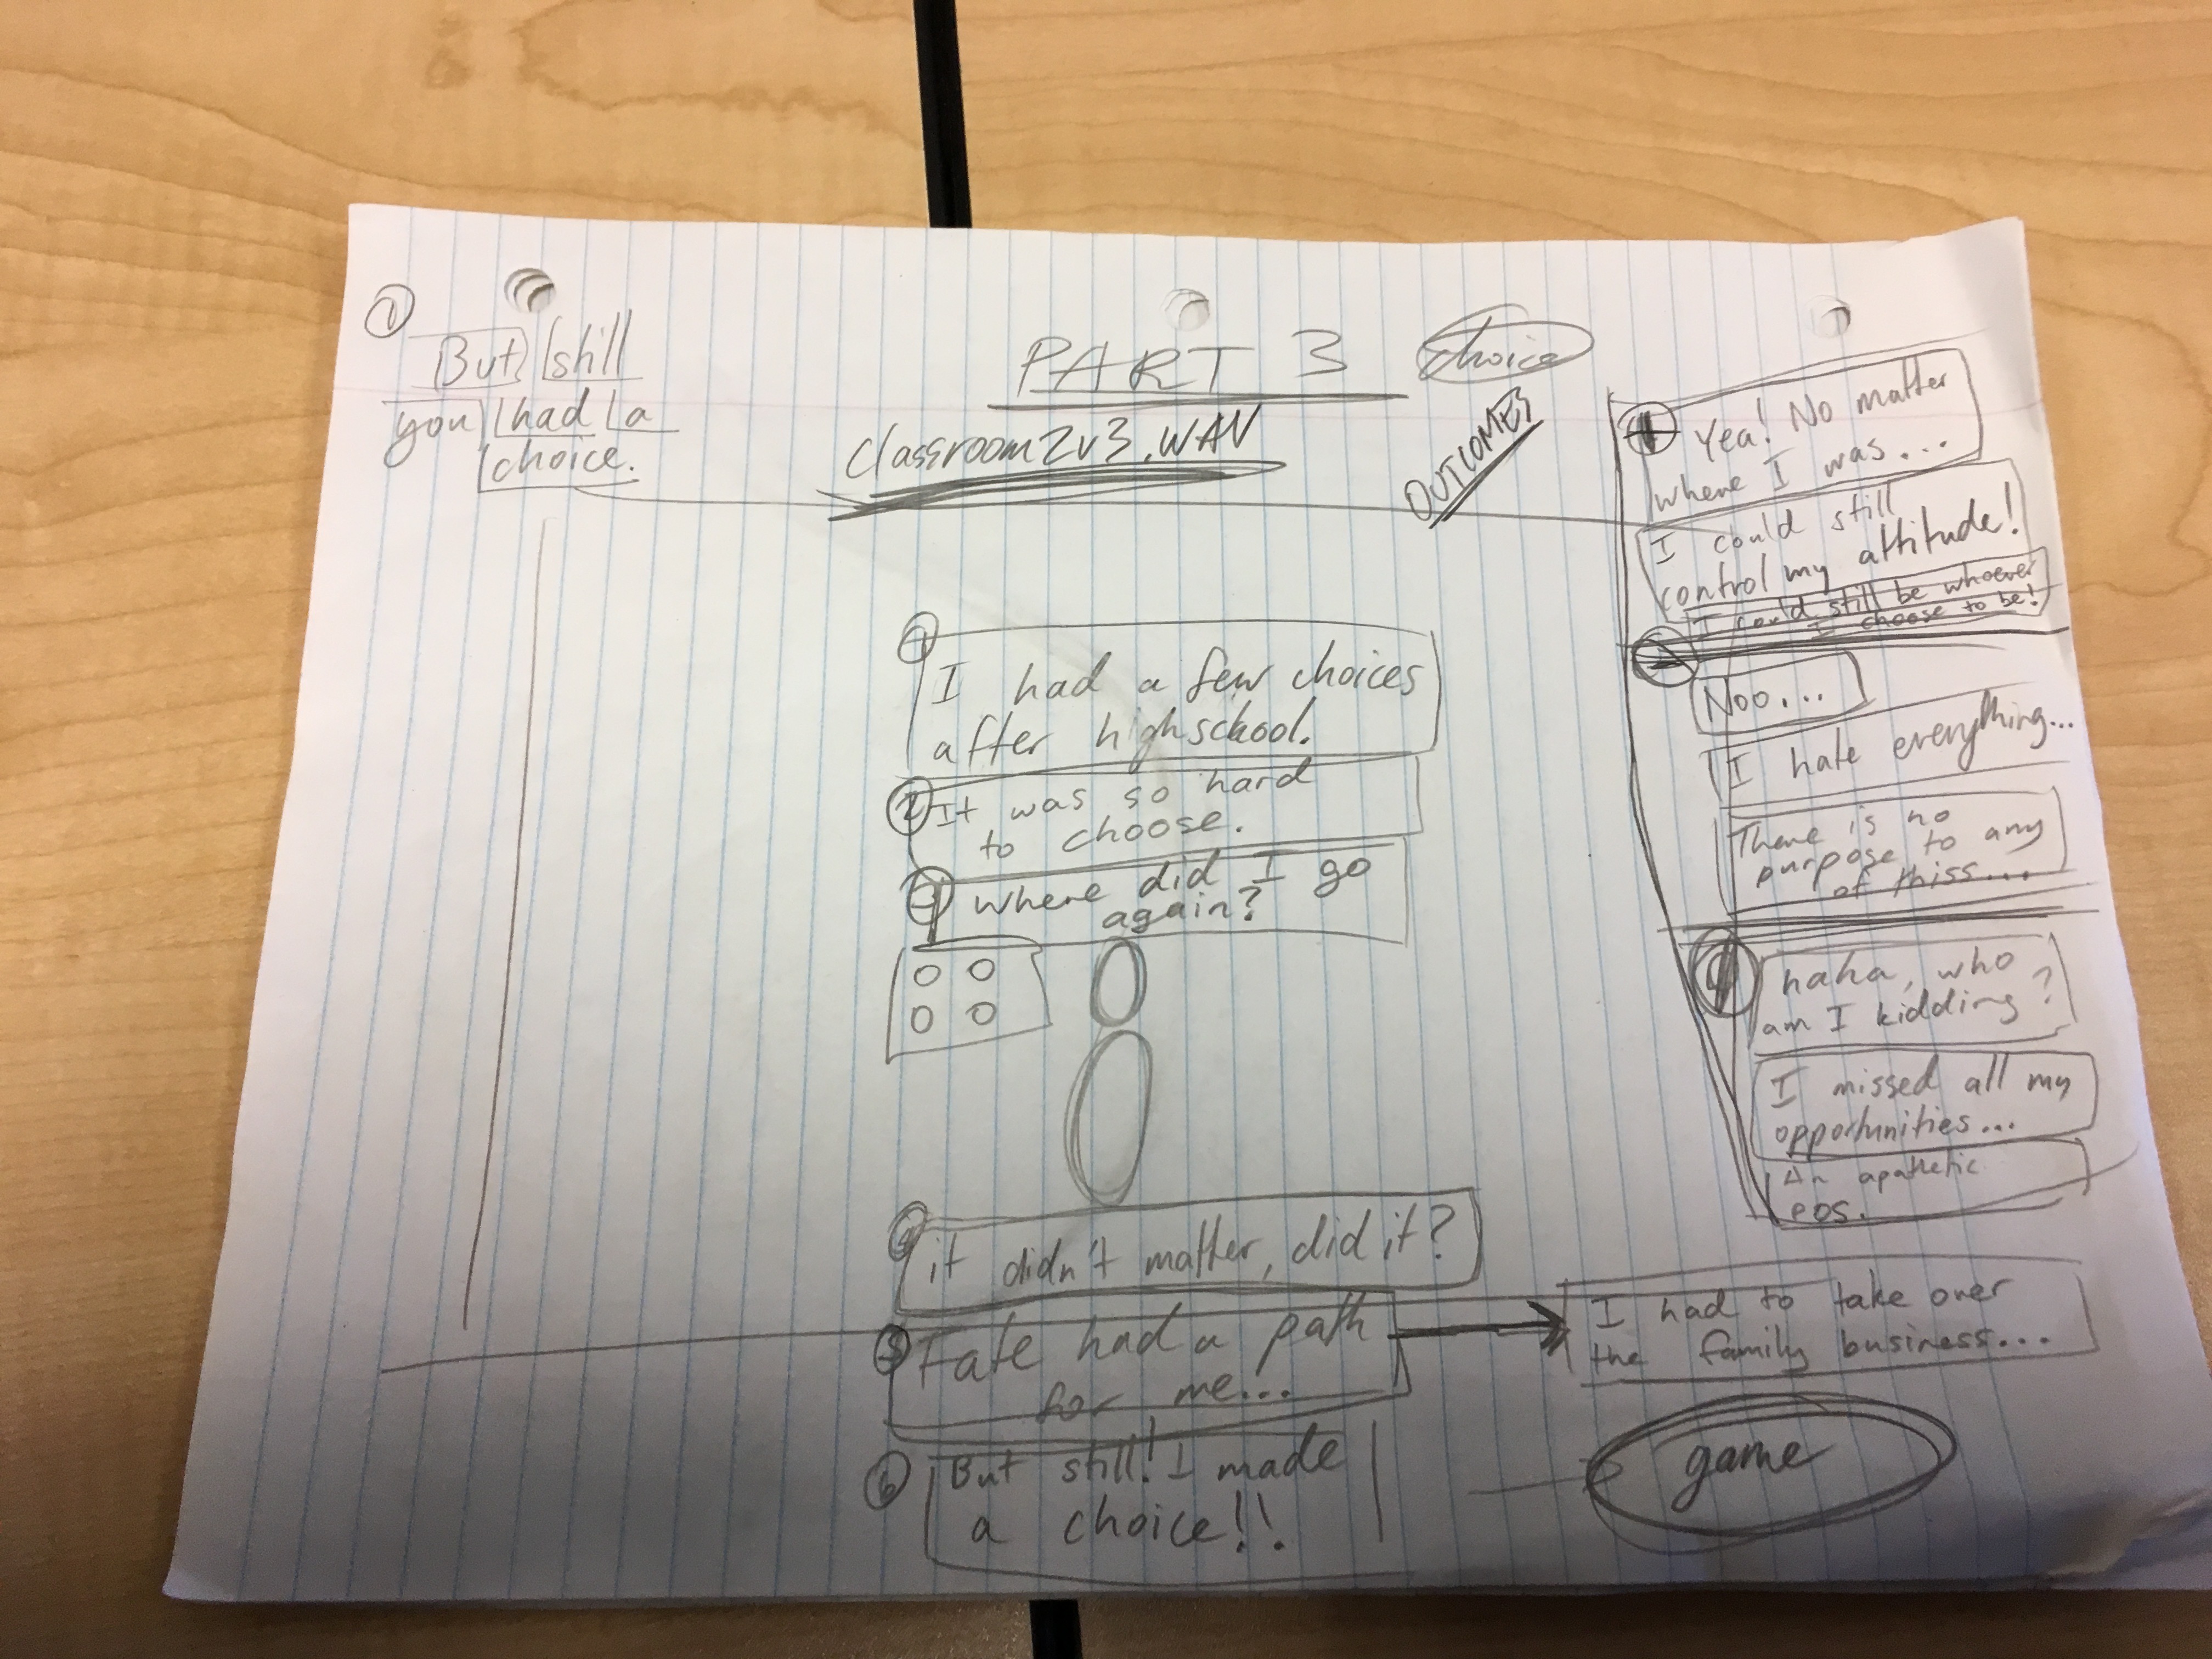 ①
But still
you had a
choice.
PART 3
choice
classroom2v3.WAV
OUTCOMES
① I had a few choices
after highschool.
② It was so hard
to choose.
③ Where did I go
again?
④ it didn't matter, did it?
⑤ Fate had a path
for me...
⑥ But still! I made
a choice!!
Yea! No matter
where I was...
I could still
control my attitude!
I could still be whoever
I choose to be!
Noo...
I hate everything...
There is no
purpose to any
of thiss...
haha, who
am I kidding?
I missed all my
opportunities...
An apathetic
pos.
I had to take over
the family business...
game